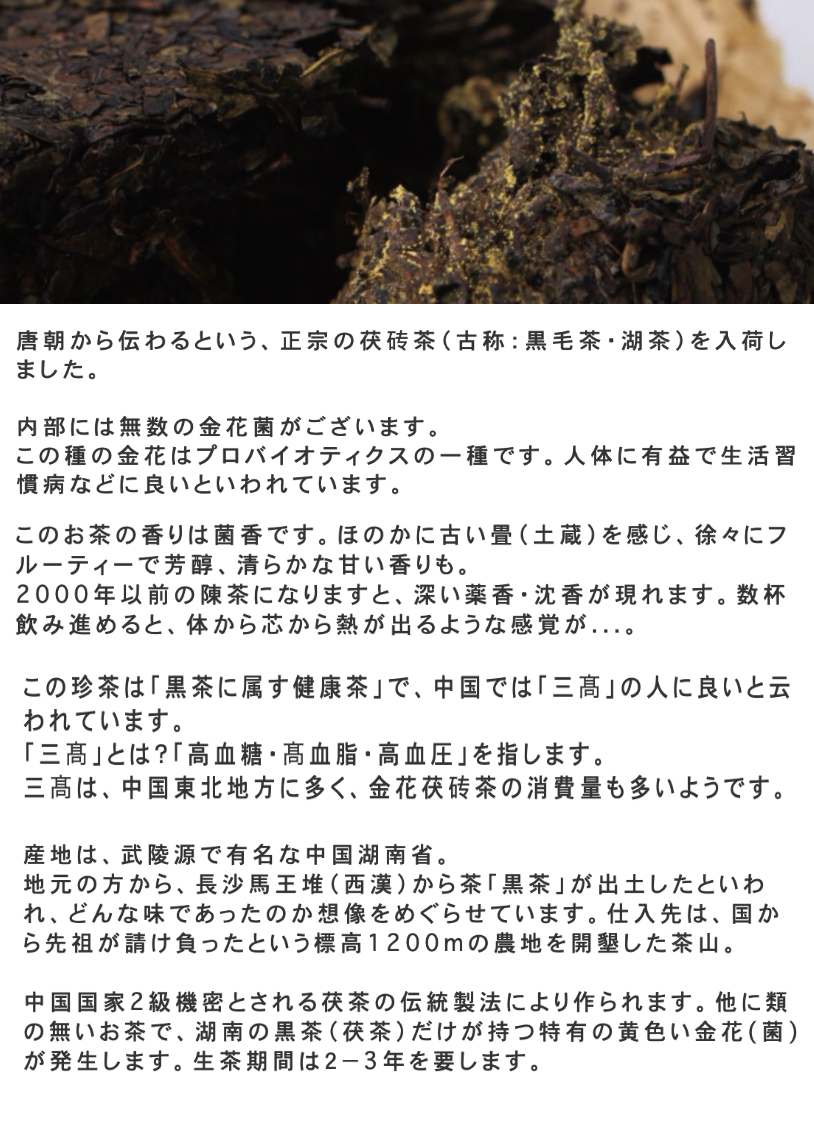 唐朝から伝わるという、正宗の茯砖茶(古称:黒毛茶・湖茶)を入荷し
ました。
内部には無数の金花菌がございます。
この種の金花はプロバイオティクスの一種です。人体に有益で生活習
慣病などに良いといわれています。
このお茶の香りは菌香です。ほのかに古い畳(土蔵)を感じ、徐々にフ
ルーティーで芳醇、清らかな甘い香りも。
2000年以前の陳茶になりますと、深い薬香・沈香が現れます。数杯
飲み進めると、体から芯から熱が出るような感覚が...。
この珍茶は「黒茶に属す健康茶」で、中国では「三髙」の人に良いと云
われています。
「三髙」とは?「高血糖・髙血脂・高血圧」を指します。
三髙は、中国東北地方に多く、金花茯砖茶の消費量も多いようです。
産地は、武陵源で有名な中国湖南省。
地元の方から、長沙馬王堆(西漢)から茶「黒茶」が出土したといわ
れ、どんな味であったのか想像をめぐらせています。仕入先は、国か
ら先祖が請け負ったという標高1200mの農地を開墾した茶山。
中国国家2級機密とされる茯茶の伝統製法により作られます。他に類
の無いお茶で、湖南の黒茶(茯茶)だけが持つ特有の黄色い金花(菌)
が発生します。生茶期間は2－3年を要します。